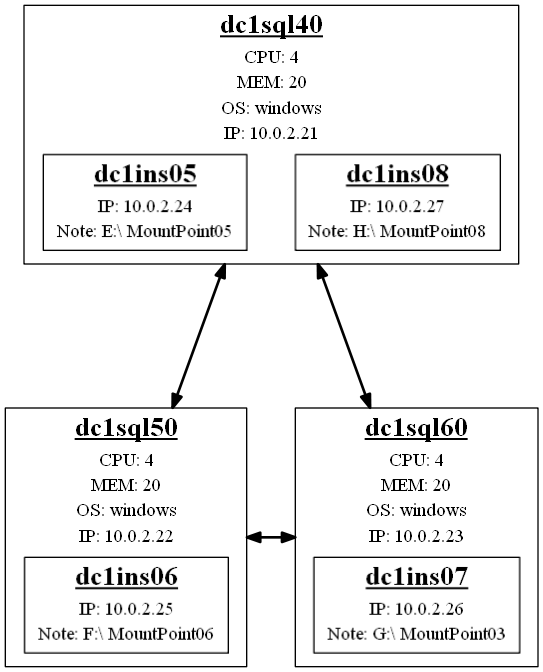 dc1sql40
CPU: 4
MEM: 20
OS: windows
IP: 10.0.2.21
dc1ins05
IP: 10.0.2.24
Note: E:\ MountPoint05
dc1ins08
IP: 10.0.2.27
Note: H:\ MountPoint08
dc1sql50
CPU: 4
MEM: 20
OS: windows
IP: 10.0.2.22
dc1ins06
IP: 10.0.2.25
Note: F:\ MountPoint06
dc1sql60
CPU: 4
MEM: 20
OS: windows
IP: 10.0.2.23
dc1ins07
IP: 10.0.2.26
Note: G:\ MountPoint03